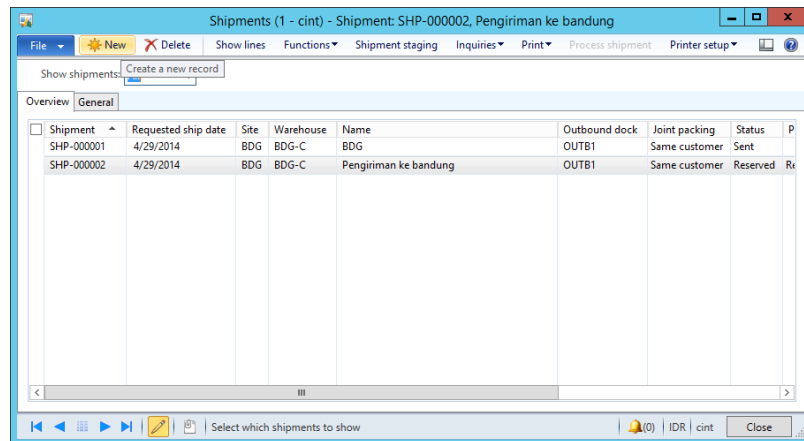 Shipments (1 - cint) - Shipment: SHP-000002, Pengiriman ke bandung
File New Delete Show lines Functions Shipment staging Inquiries Print Process shipment Printer setup
Show shipments:
Create a new record
Overview General
Shipment Requested ship date Site Warehouse Name Outbound dock Joint packing Status P
SHP-000001 4/29/2014 BDG BDG-C BDG OUTB1 Same customer Sent
SHP-000002 4/29/2014 BDG BDG-C Pengiriman ke bandung OUTB1 Same customer Reserved Re
Select which shipments to show (0) IDR cint Close